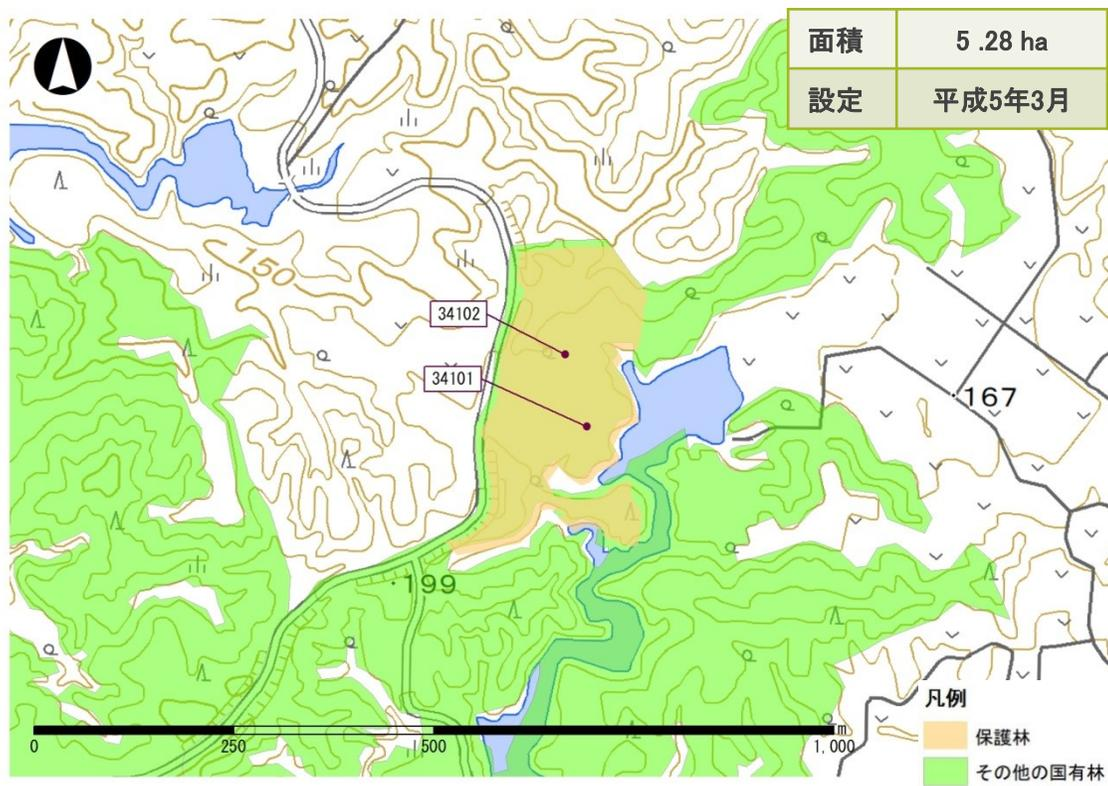 面積 5 .28 ha
設定 平成5年3月
150
34102
34101
167
199
0 250 500 1,000 m
凡例
保護林
その他の国有林